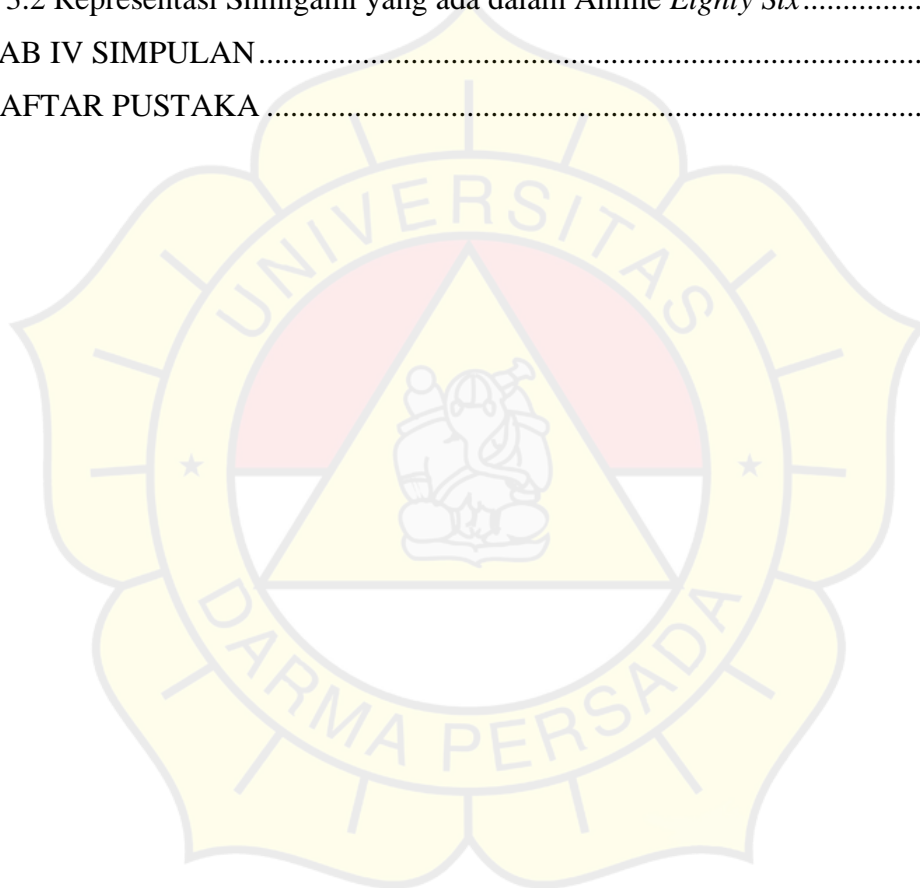 3.2 Representasi Shinigami yang ada dalam Anime Eighty Six...............
AB IV SIMPULAN....................................................................................
AFTAR PUSTAKA ...................................................................................
UNIVERSITAS
DARMA PERSADA